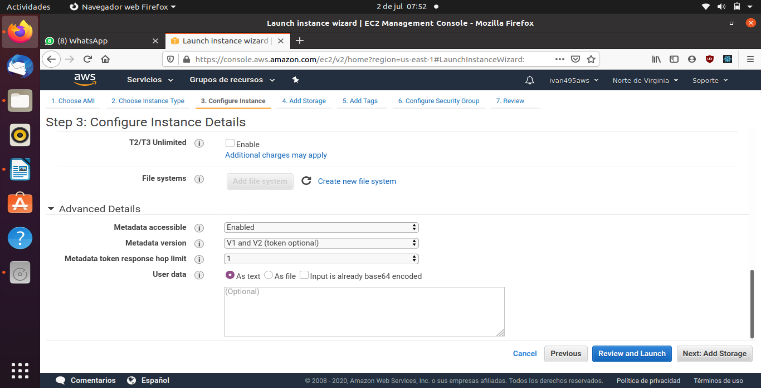 Actividades
Navegador web Firefox
2 de jul 07:52
Launch instance wizard | EC2 Management Console - Mozilla Firefox
(8) WhatsApp
Launch instance wizard |
https://console.aws.amazon.com/ec2/v2/home?region=us-east-1#LaunchInstanceWizard:
aws
Servicios
Grupos de recursos
ivan495aws
Norte de Virginia
Soporte
1. Choose AMI
2. Choose Instance Type
3. Configure Instance
4. Add Storage
5. Add Tags
6. Configure Security Group
7. Review
Step 3: Configure Instance Details
T2/T3 Unlimited
Enable
Additional charges may apply
File systems
Add file system
Create new file system
Advanced Details
Metadata accessible
Enabled
Metadata version
V1 and V2 (token optional)
Metadata token response hop limit
1
User data
As text
As file
Input is already base64 encoded
(Optional)
Cancel
Previous
Review and Launch
Next: Add Storage
Comentarios
Español
© 2008 - 2020, Amazon Web Services, Inc. o sus empresas afiliadas. Todos los derechos reservados.
Política de privacidad
Términos de uso